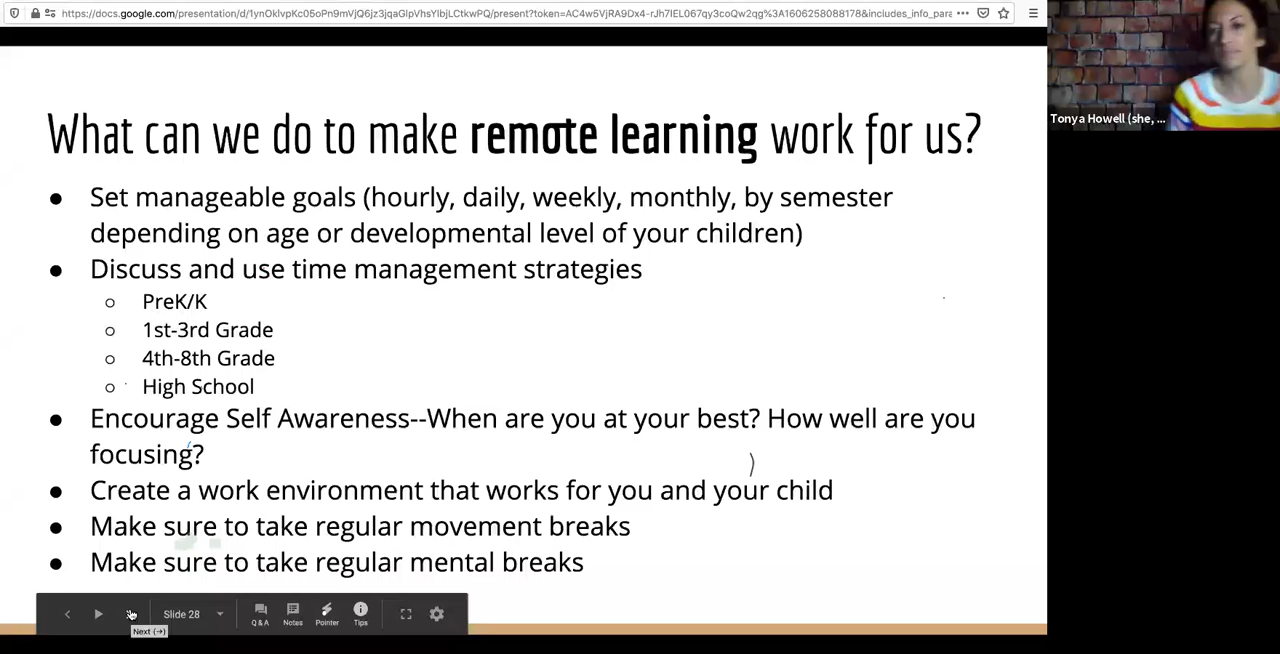 https://docs.google.com/presentation/d/1ynOklvpKc05oPn9mVjQ6jz3jqaGlpVhsYlbjLCtkwPQ/present?token=AC4w5VjRA9Dx4-rJh7IEL067qy3coQw2qg%3A1606258088178&includes_info_para
What can we do to make remote learning work for us?
● Set manageable goals (hourly, daily, weekly, monthly, by semester
depending on age or developmental level of your children)
● Discuss and use time management strategies
○ PreK/K
○ 1st-3rd Grade
○ 4th-8th Grade
○ High School
● Encourage Self Awareness--When are you at your best? How well are you
focusing?
● Create a work environment that works for you and your child
● Make sure to take regular movement breaks
● Make sure to take regular mental breaks
Slide 28
Q&A Notes Pointer Tips
Next (→)
Tonya Howell (she, ...